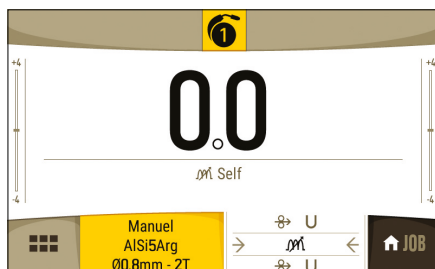 1
+4
+4
0.0
Self
-4
-4
Manuel
AlSi5Arg
Ø0.8mm - 2T
U
JOB
U